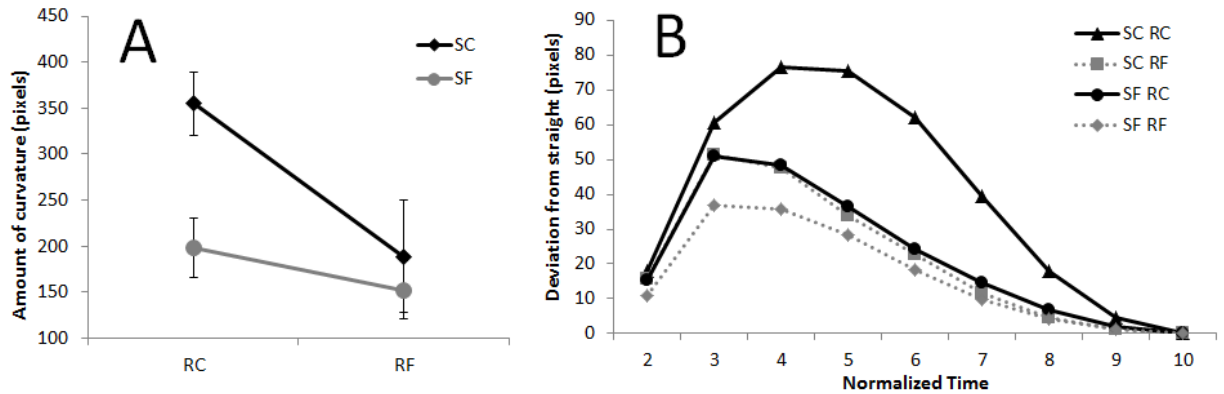 A
Amount of curvature (pixels)
450
400
350
300
250
200
150
100
RC
RF
SC
SF
B
Deviation from straight (pixels)
90
80
70
60
50
40
30
20
10
0
2 3 4 5 6 7 8 9 10
Normalized Time
SC RC
SC RF
SF RC
SF RF